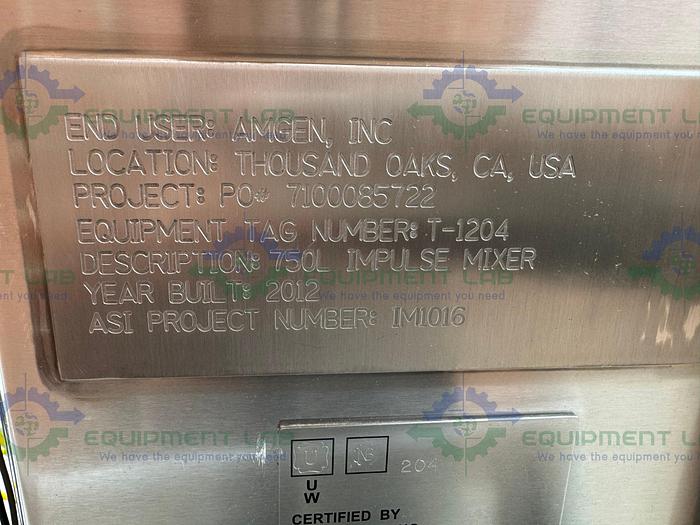 END USER: AMGEN, INC
LOCATION: THOUSAND OAKS, CA, USA
PROJECT: PO# 7100085722
EQUIPMENT TAG NUMBER: T-1204
DESCRIPTION: 750L IMPULSE MIXER
YEAR BUILT: 2012
ASI PROJECT NUMBER: IM1016
U NB 204
U
W
CERTIFIED BY
EQUIPMENT LAB
We have the equipment you need